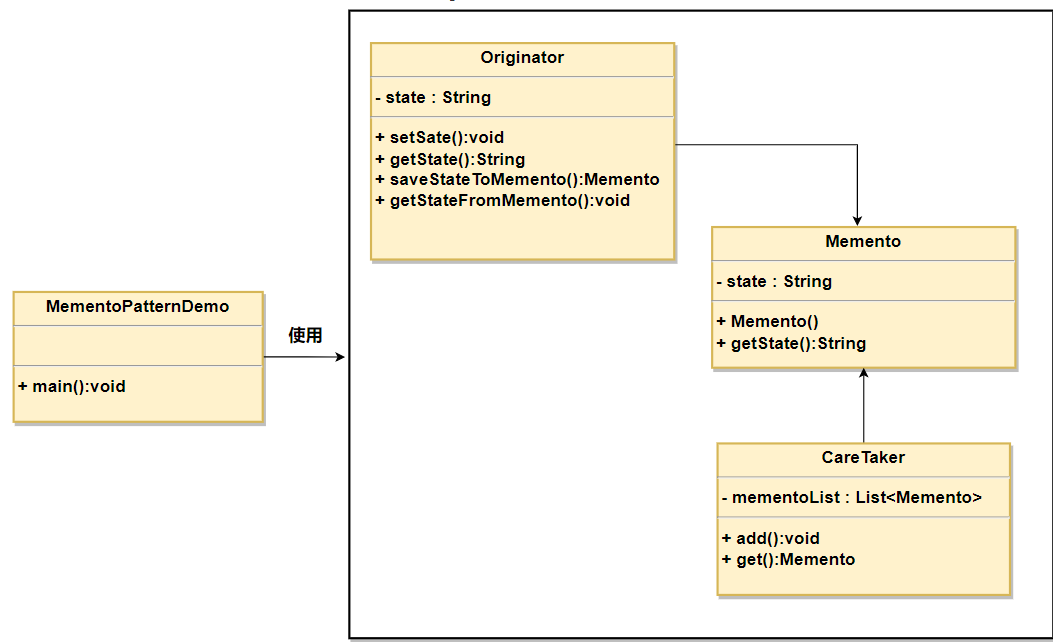 Originator
- state : String
+ setSate():void
+ getState():String
+ saveStateToMemento():Memento
+ getStateFromMemento():void
Memento
- state : String
+ Memento()
+ getState():String
MementoPatternDemo
+ main():void
使用
CareTaker
- mementoList : List<Memento>
+ add():void
+ get():Memento